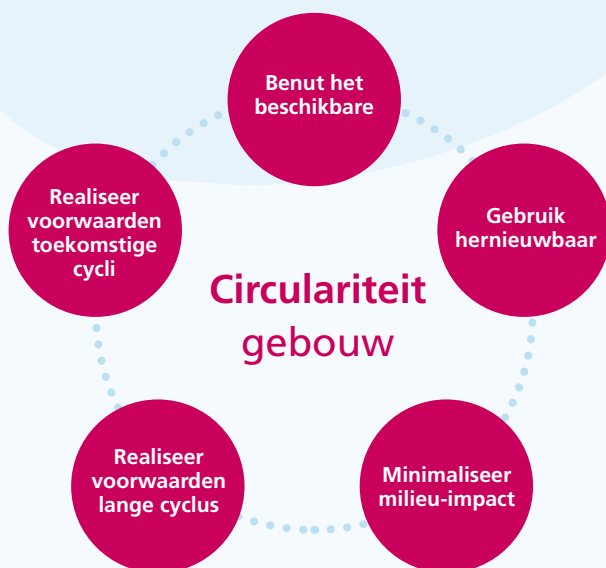 Benut het
beschikbare
Gebruik
hernieuwbaar
Minimaliseer
milieu-impact
Realiseer
voorwaarden
lange cyclus
Realiseer
voorwaarden
toekomstige
cycli
Circulariteit
gebouw